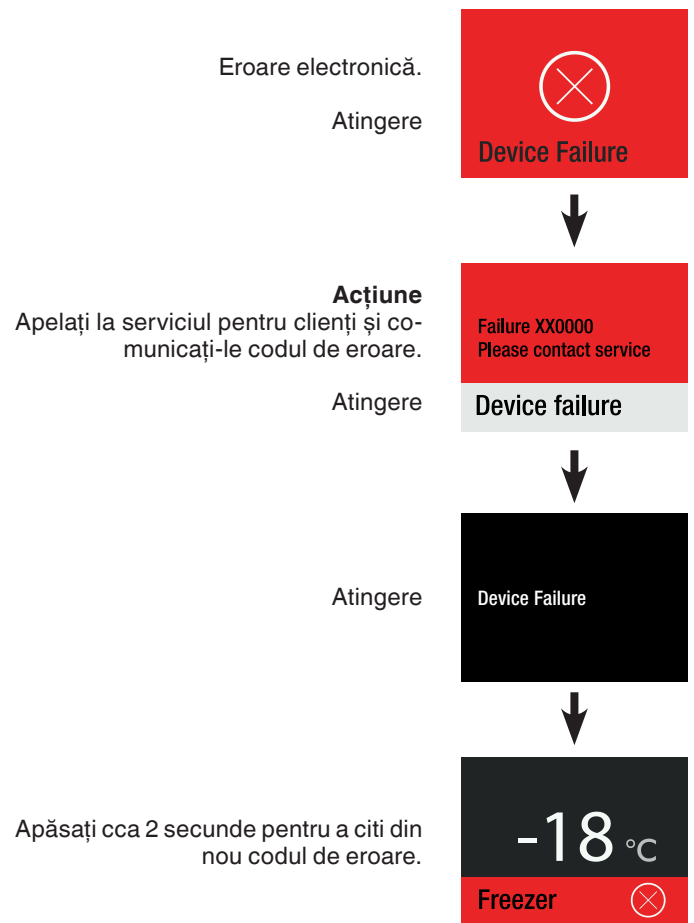 Eroare electronică.
Atingere
Device Failure
Acțiune
Apelați la serviciul pentru clienți și co-
municați-le codul de eroare.
Failure XX0000
Please contact service
Atingere
Device failure
Atingere
Device Failure
Apăsați cca 2 secunde pentru a citi din
nou codul de eroare.
-18 °C
Freezer